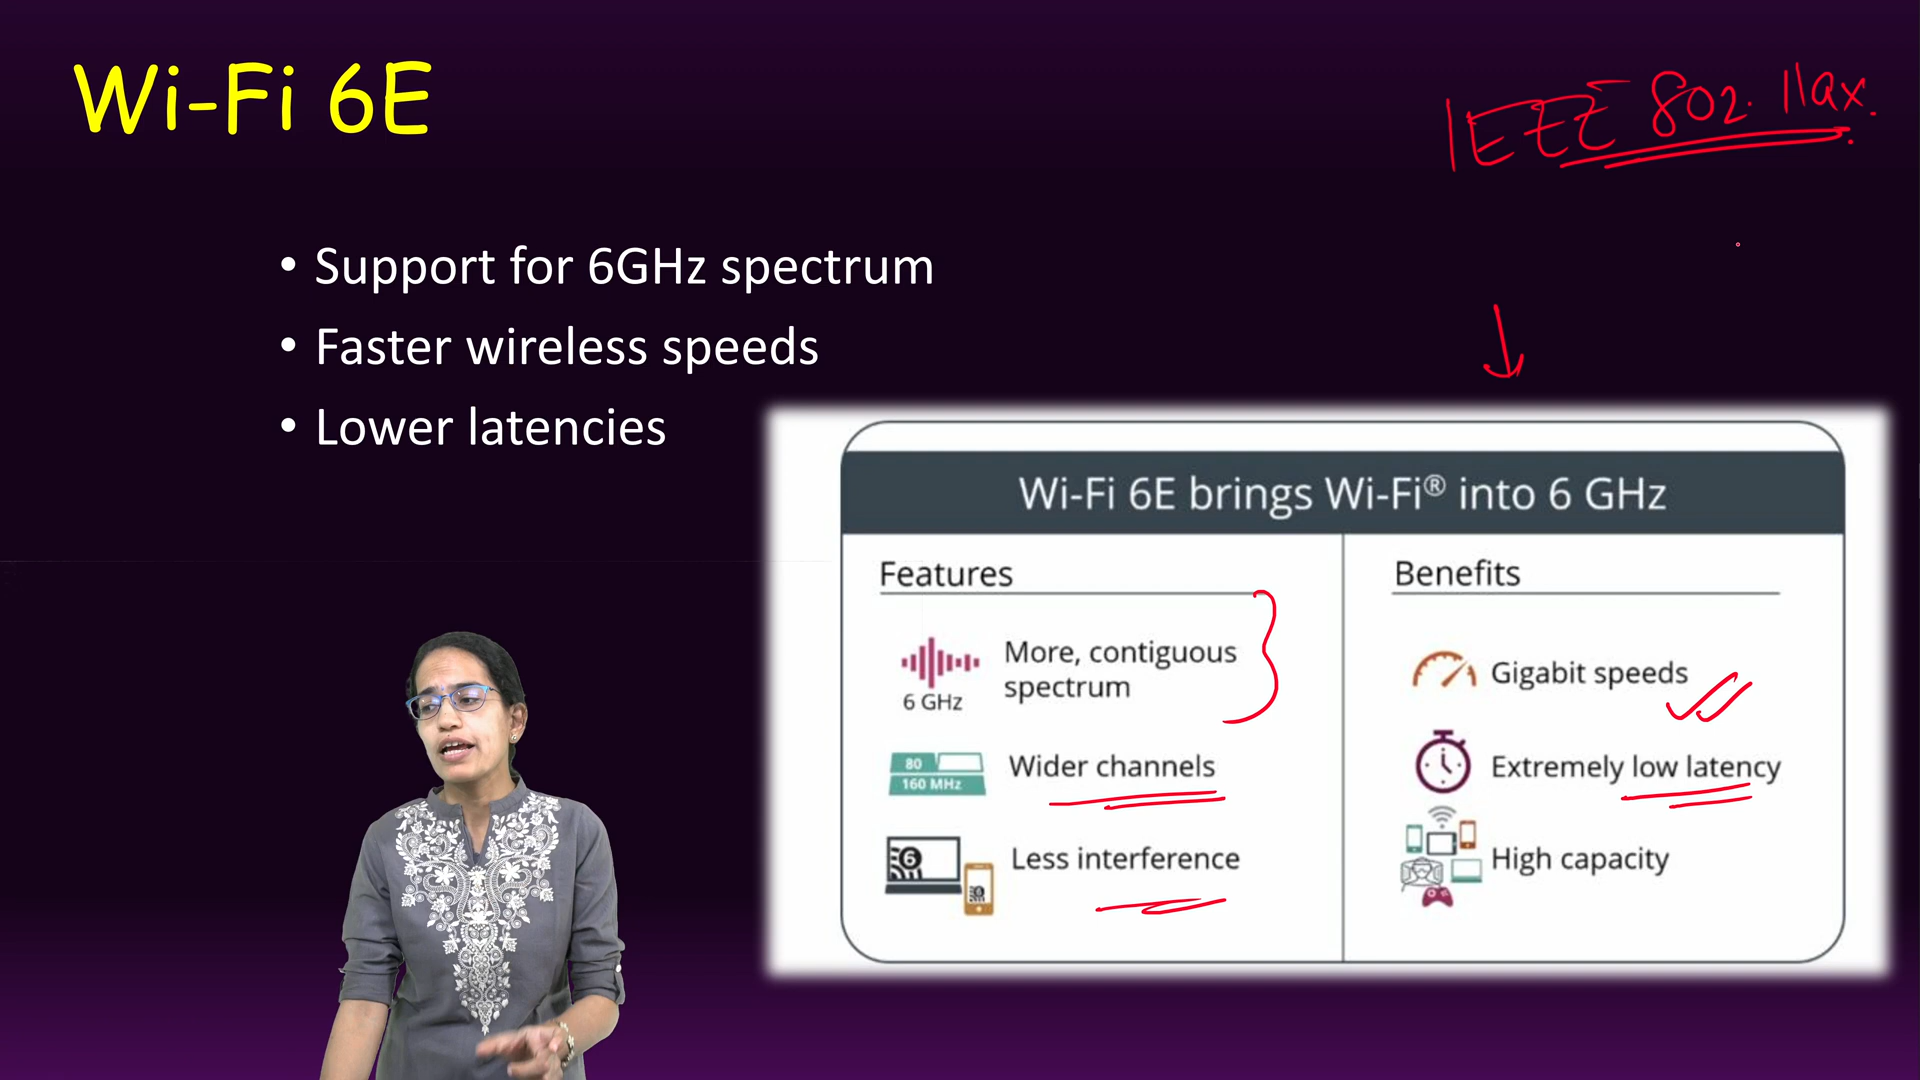 Wi-Fi 6E
IEEE 802.11ax.
• Support for 6GHz spectrum
• Faster wireless speeds
• Lower latencies
Wi-Fi 6E brings Wi-Fi® into 6 GHz
Features
6 GHz
More, contiguous
spectrum
80
160 MHz
Wider channels
6
6
Less interference
Benefits
Gigabit speeds
Extremely low latency
High capacity